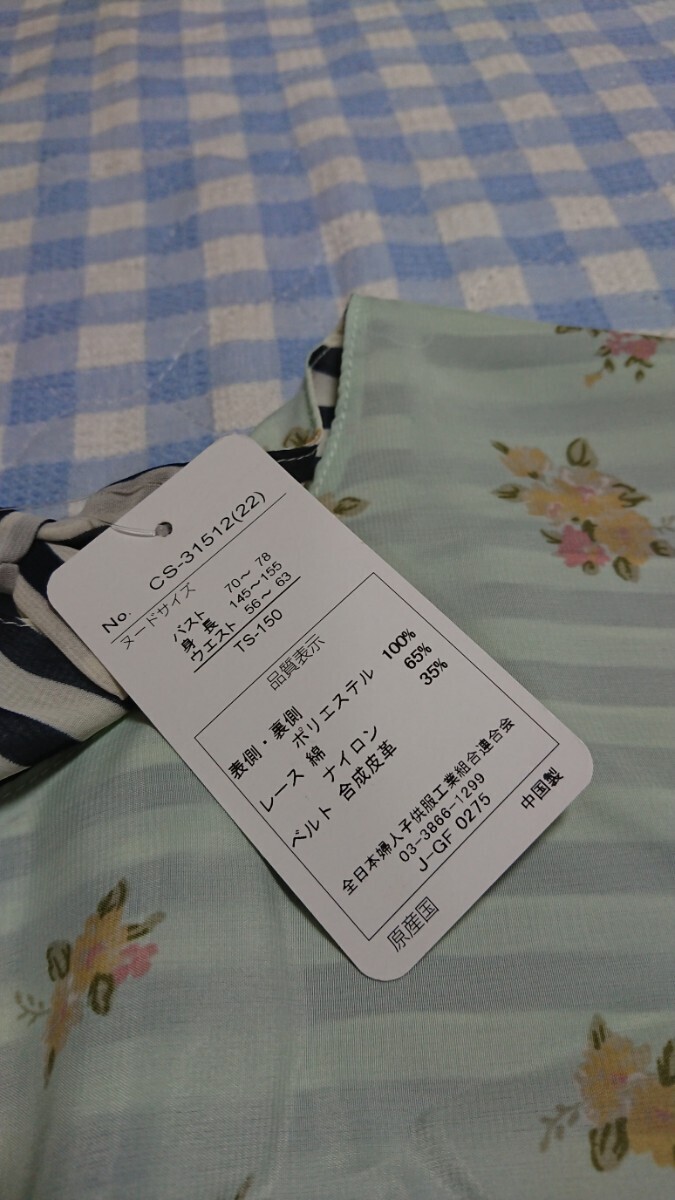 No. CS-31512(22)
ヌードサイズ
バスト 70～ 78
身 長 145～155
ウエスト 56～ 63
TS-150
品質表示
表側・裏側
ポリエステル 100%
レース 綿 65%
ナイロン 35%
ベルト 合成皮革
全日本婦人子供服工業組合連合会
03-3866-1299
J-GF 0275
原産国 中国製